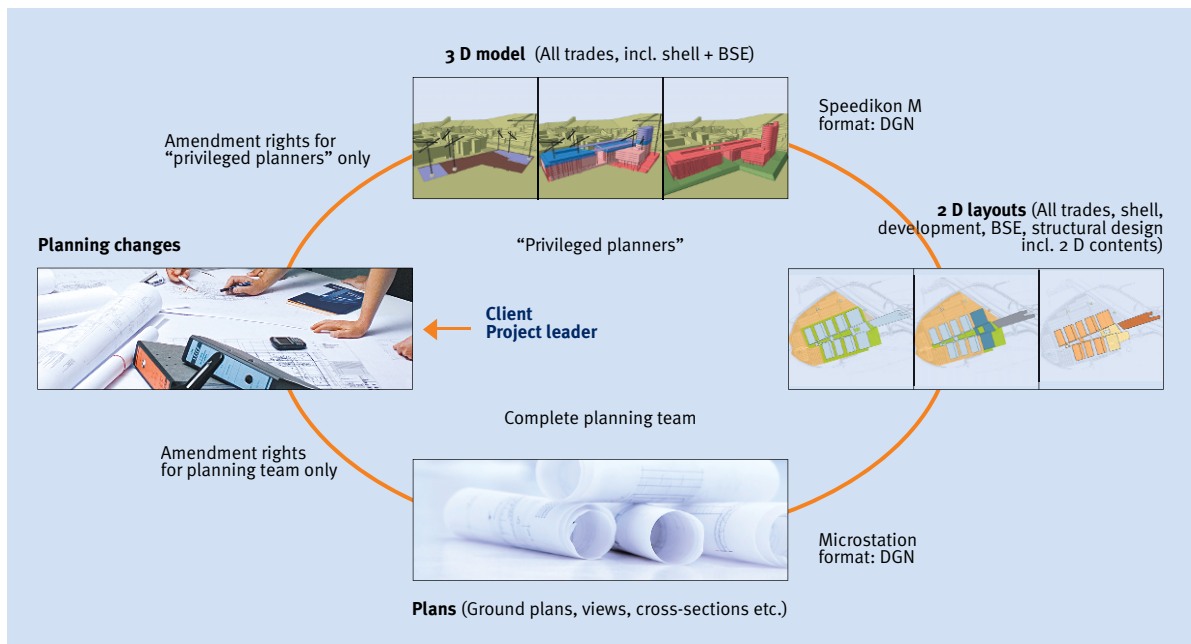 3 D model (All trades, incl. shell + BSE)
Speedikon M
format: DGN
Amendment rights for
“privileged planners” only
2 D layouts (All trades, shell,
development, BSE, structural design
incl. 2 D contents)
Planning changes
“Privileged planners”
Client
Project leader
Complete planning team
Amendment rights
for planning team only
Microstation
format: DGN
Plans (Ground plans, views, cross-sections etc.)